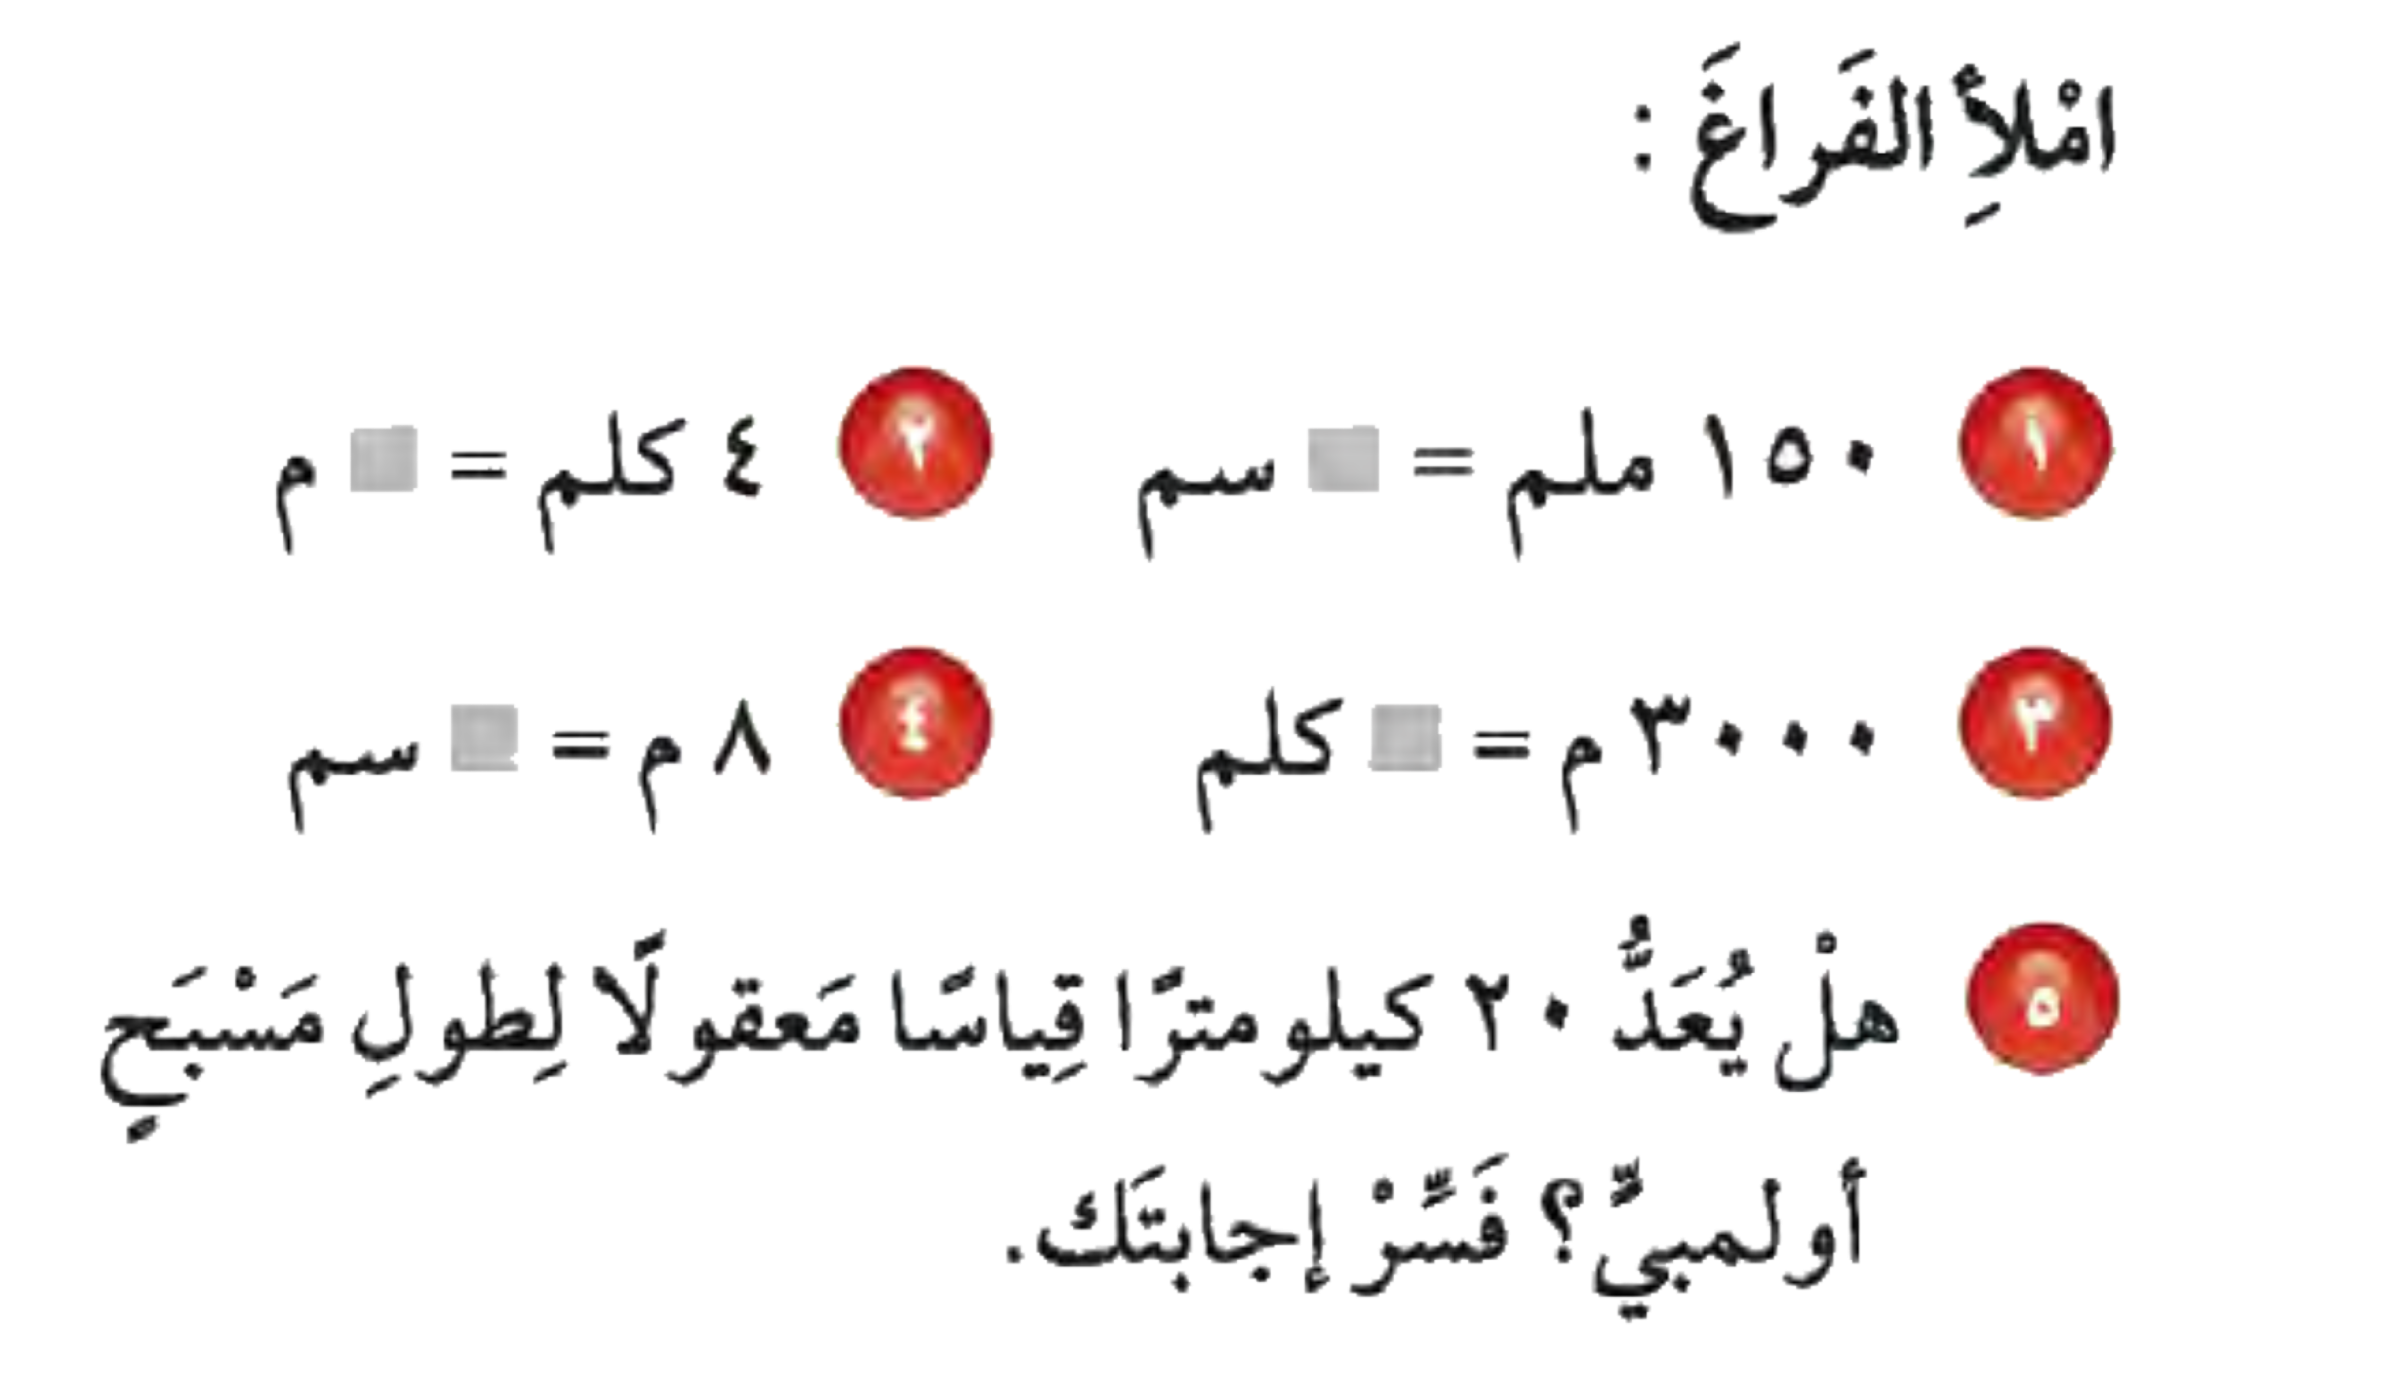 امْلأِ الفَراغَ :
١ ١٥٠ ملم = ■ سم ٢ ٤ كلم = ■ م
٣ ٣٠٠٠ م = ■ كلم ٤ ٨ م = ■ سم
٥ هلْ يُعَدُّ ٢٠ كيلومترًا قِياسًا مَعقولًا لِطولِ مَسْبَحٍ
أولمبيٍّ؟ فَسِّرْ إجابتَك.